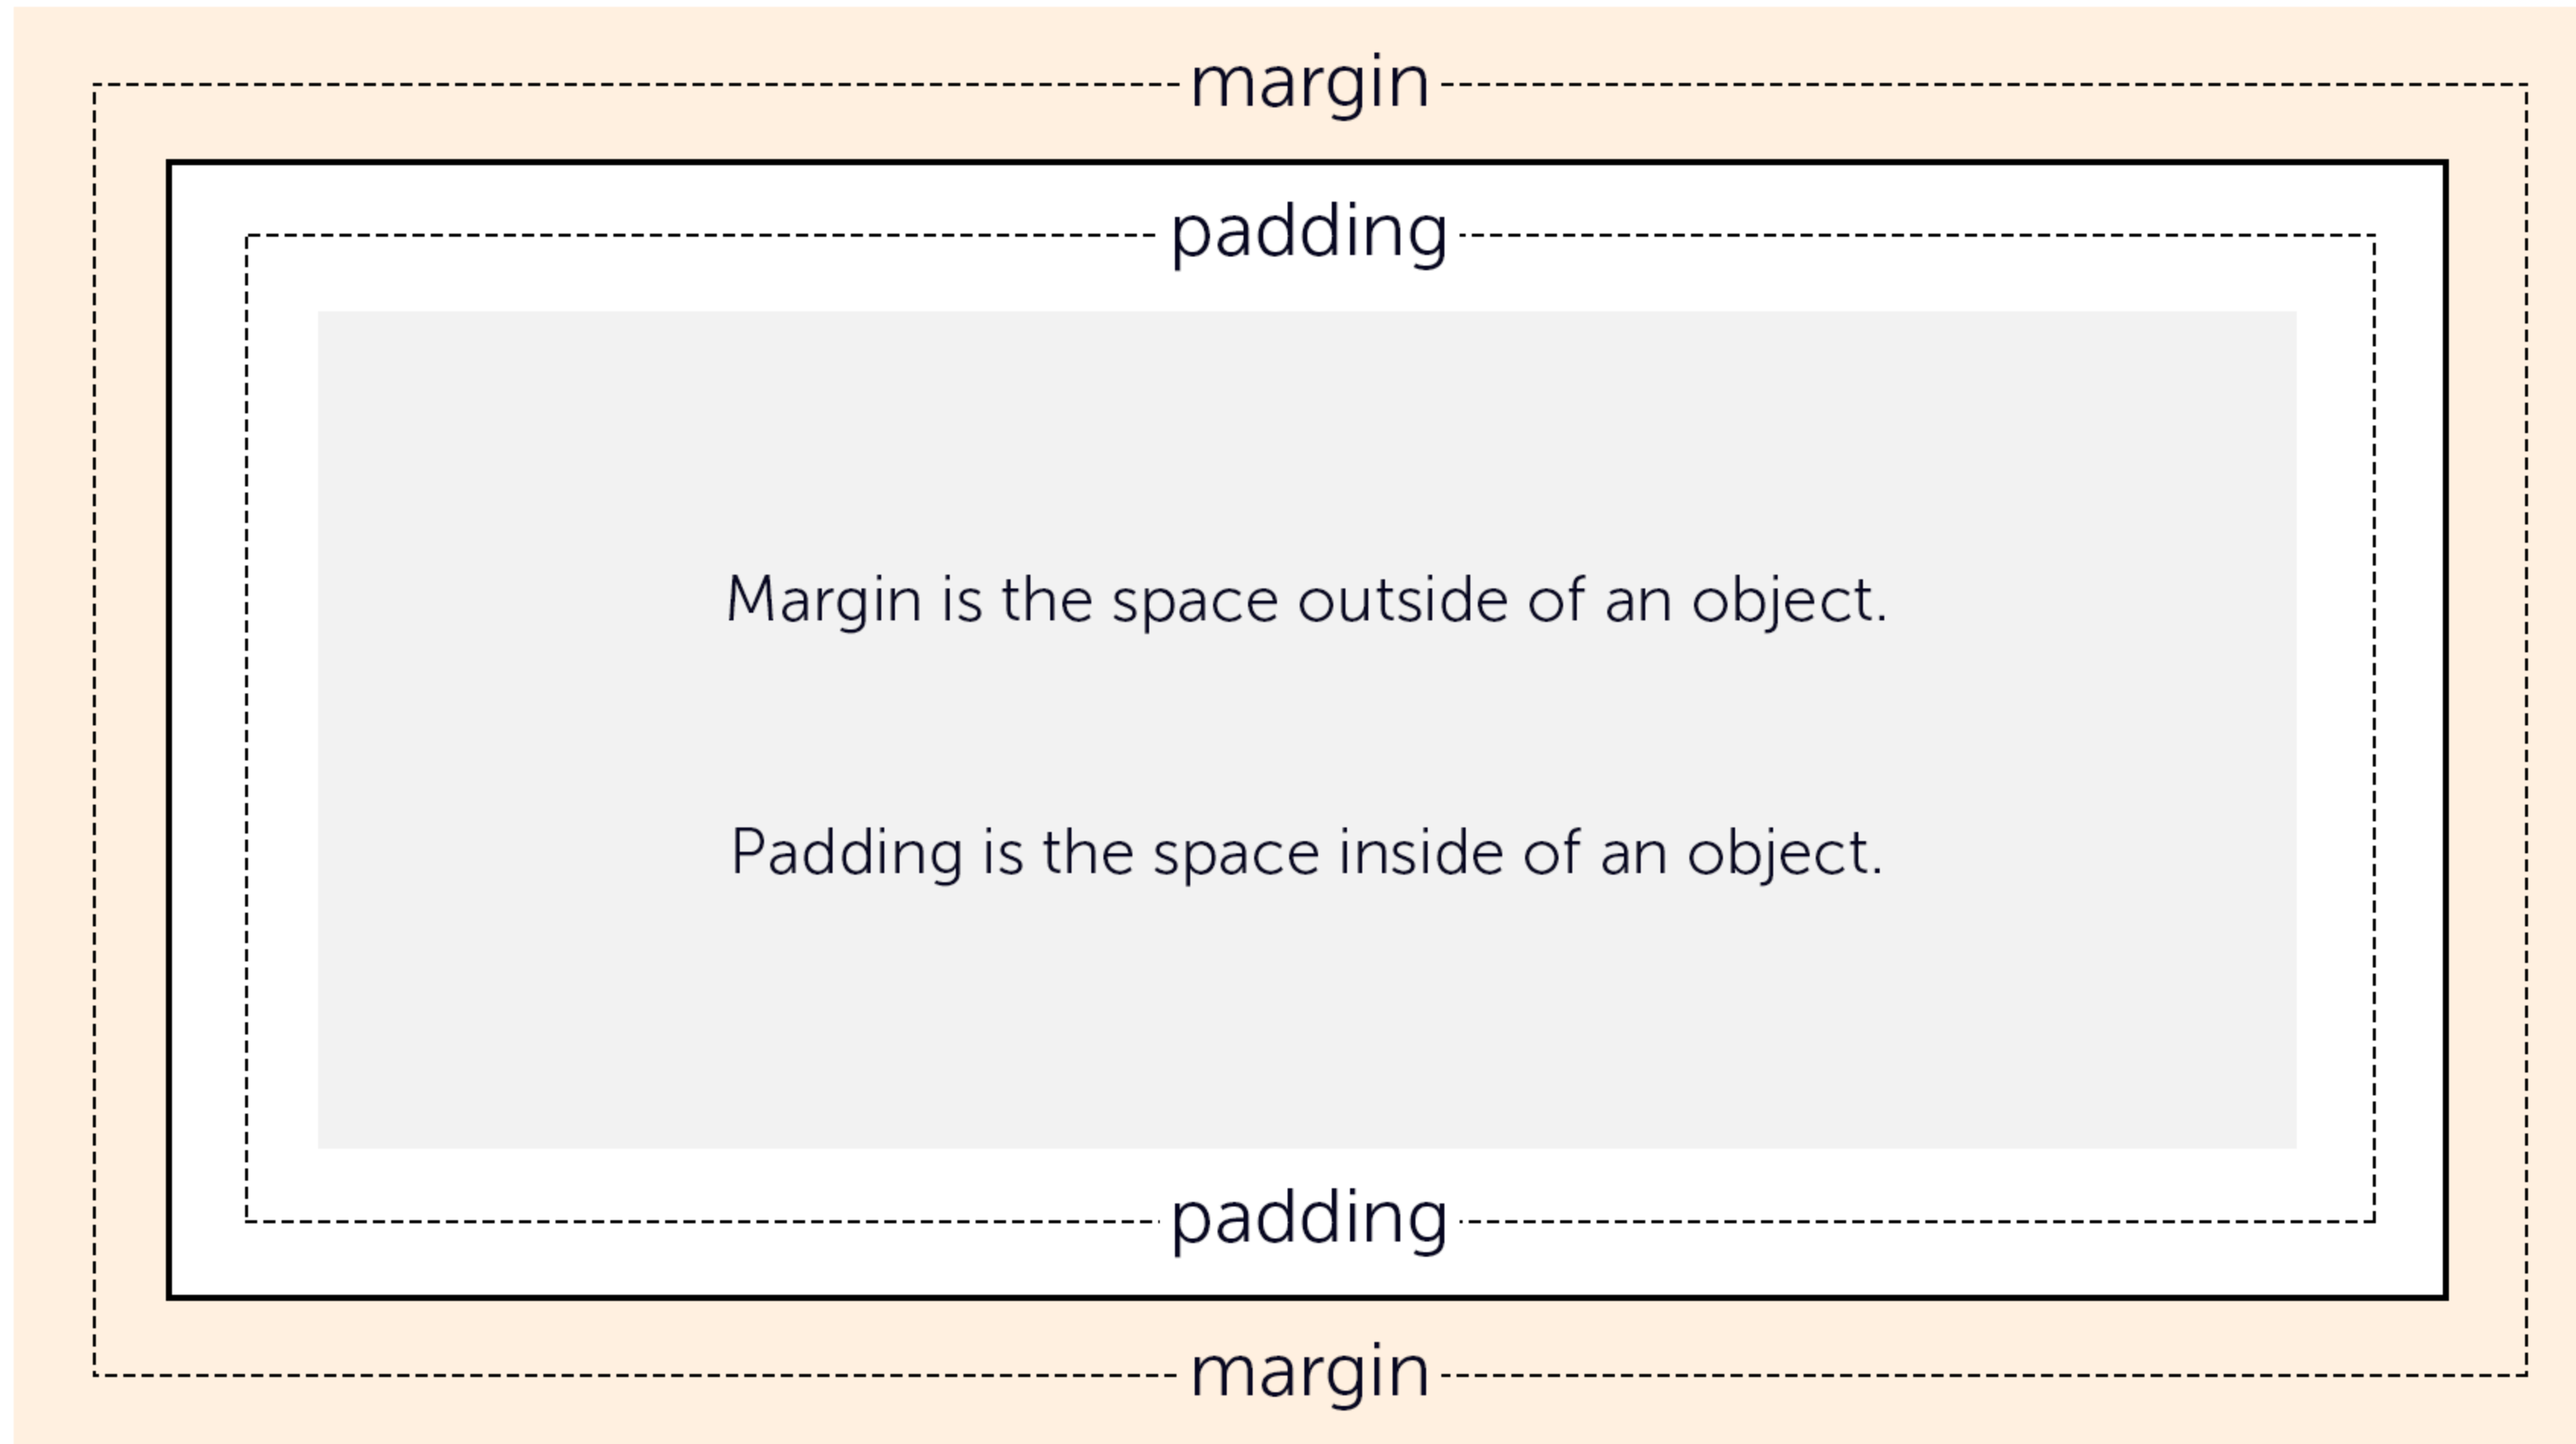 margin
padding
Margin is the space outside of an object.
Padding is the space inside of an object.
padding
margin